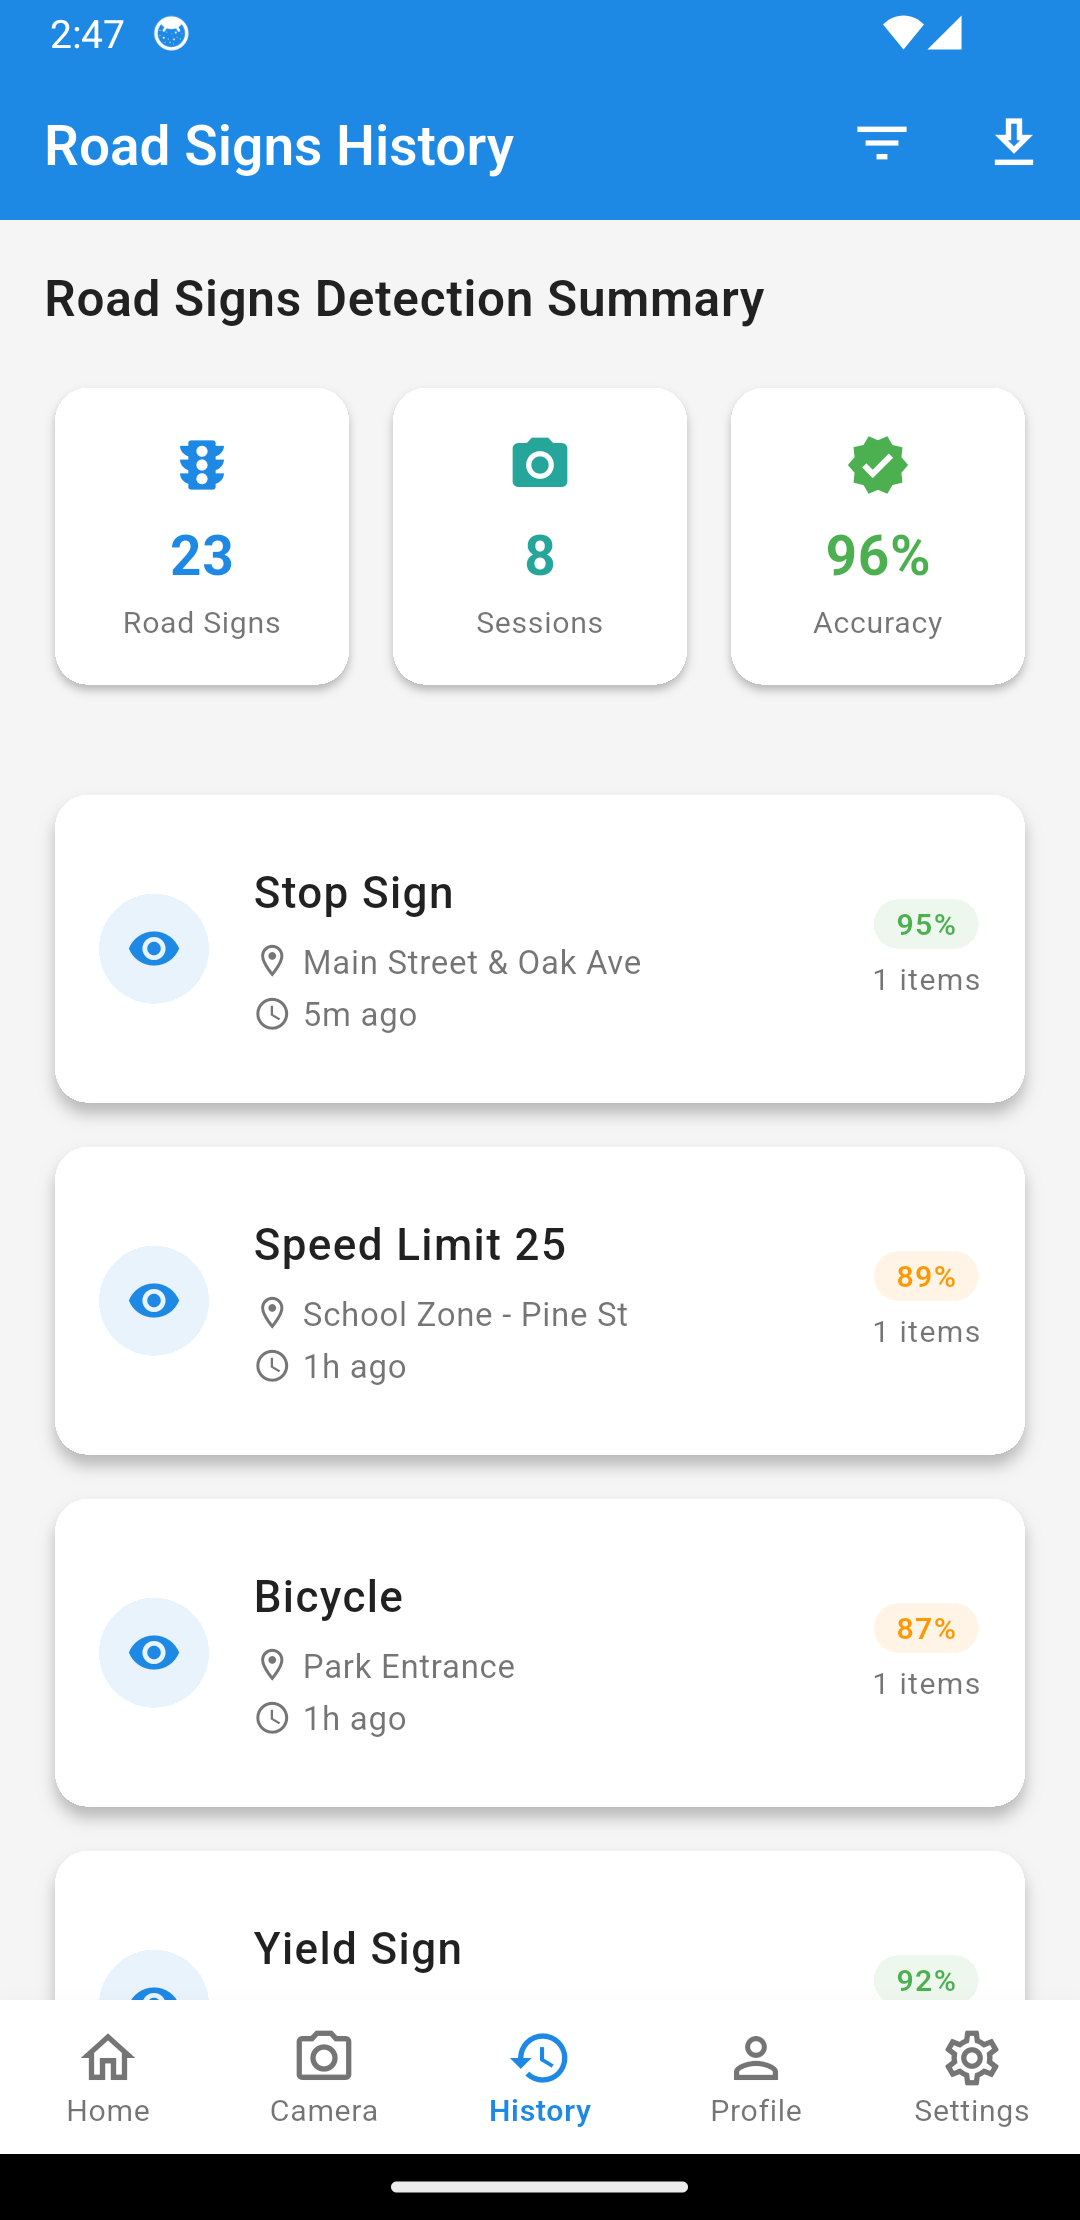 2:47
Road Signs History
Road Signs Detection Summary
23
Road Signs
8
Sessions
96%
Accuracy
Stop Sign
Main Street & Oak Ave
5m ago
95%
1 items
Speed Limit 25
School Zone - Pine St
1h ago
89%
1 items
Bicycle
Park Entrance
1h ago
87%
1 items
Yield Sign
92%
Home
Camera
History
Profile
Settings